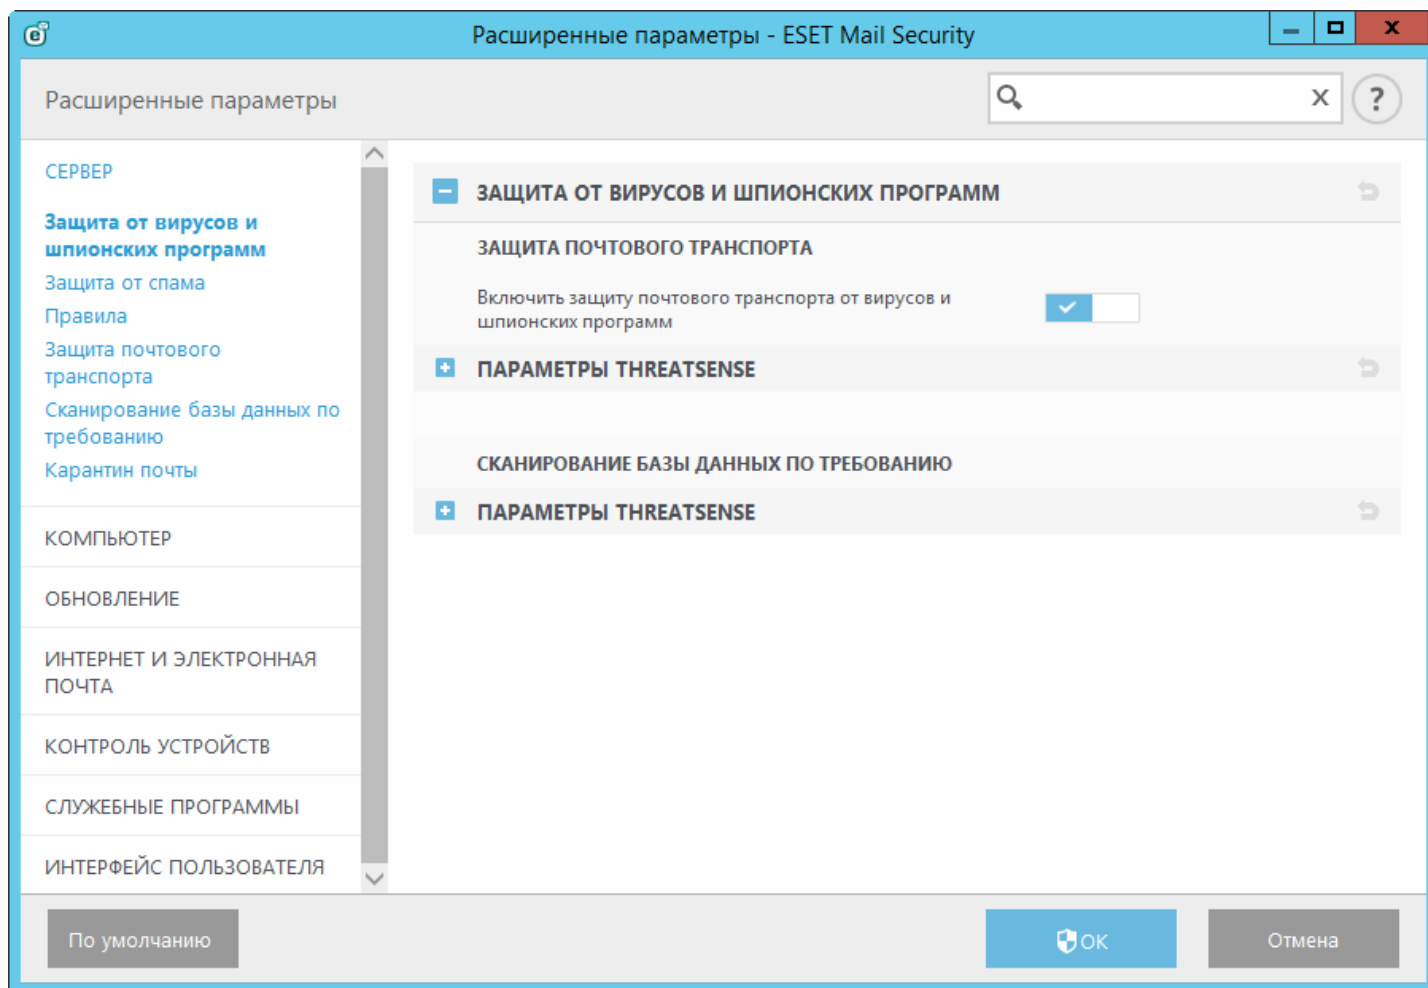 Расширенные параметры - ESET Mail Security
Расширенные параметры
СЕРВЕР
Защита от вирусов и
шпионских программ
Защита от спама
Правила
Защита почтового
транспорта
Сканирование базы данных по
требованию
Карантин почты
КОМПЬЮТЕР
ОБНОВЛЕНИЕ
ИНТЕРНЕТ И ЭЛЕКТРОННАЯ
ПОЧТА
КОНТРОЛЬ УСТРОЙСТВ
СЛУЖЕБНЫЕ ПРОГРАММЫ
ИНТЕРФЕЙС ПОЛЬЗОВАТЕЛЯ
ЗАЩИТА ОТ ВИРУСОВ И ШПИОНСКИХ ПРОГРАММ
ЗАЩИТА ПОЧТОВОГО ТРАНСПОРТА
Включить защиту почтового транспорта от вирусов и
шпионских программ
ПАРАМЕТРЫ THREATSENSE
СКАНИРОВАНИЕ БАЗЫ ДАННЫХ ПО ТРЕБОВАНИЮ
ПАРАМЕТРЫ THREATSENSE
По умолчанию
OK
Отмена